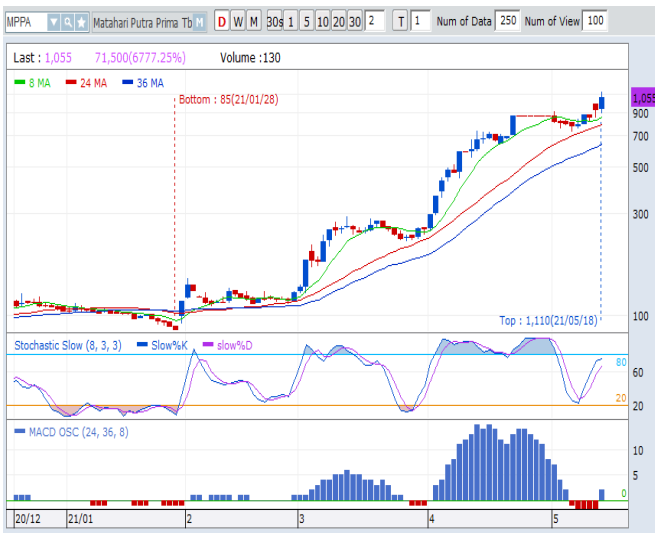 MPPA Matahari Putra Prima Tb M D W M 30s 1 5 10 20 30 2 T 1 Num of Data 250 Num of View 100
Last : 1,055 71,500(6777.25%) Volume :130
8 MA 24 MA 36 MA
Bottom : 85(21/01/28)
1,055
900
700
500
300
100
Top : 1,110(21/05/18)
Stochastic Slow (8, 3, 3) Slow%K slow%D
80
60
20
20
MACD OSC (24, 36, 8)
10
5
0
20/12 21/01 2 3 4 5